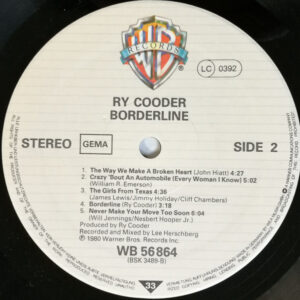 WB
RECORDS
LC 0392
RY COODER
BORDERLINE
STEREO GEMA SIDE 2
1. The Way We Make A Broken Heart (John Hiatt) 4:27
2. Crazy 'Bout An Automobile (Every Woman I Know) 5:02
(William R. Emerson)
3. The Girls From Texas 4:36
(James Lewis/Jimmy Holiday/Cliff Chambers)
4. Borderline (Ry Cooder) 3:18
5. Never Make Your Move Too Soon 6:04
(Will Jennings/Nesbert Hooper Jr.)
Produced by Ry Cooder
Recorded and Mixed by Lee Herschberg
℗ 1980 Warner Bros. Records Inc.
WB 56 864
(BSK 3489-B)
33